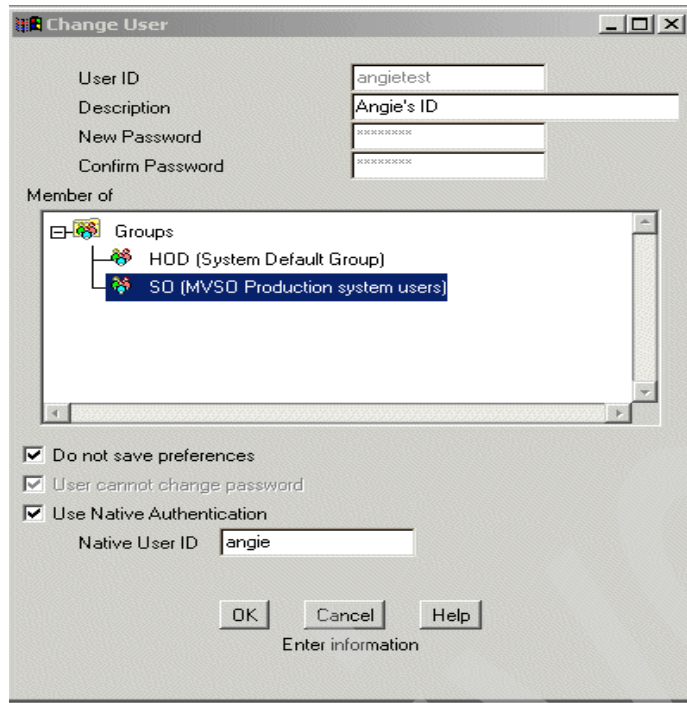 Change User
User ID angietest
Description Angie's ID
New Password ********
Confirm Password ********
Member of
Groups
HOD (System Default Group)
SO (MVSO Production system users)
Do not save preferences
User cannot change password
Use Native Authentication
Native User ID angie
OK Cancel Help
Enter information